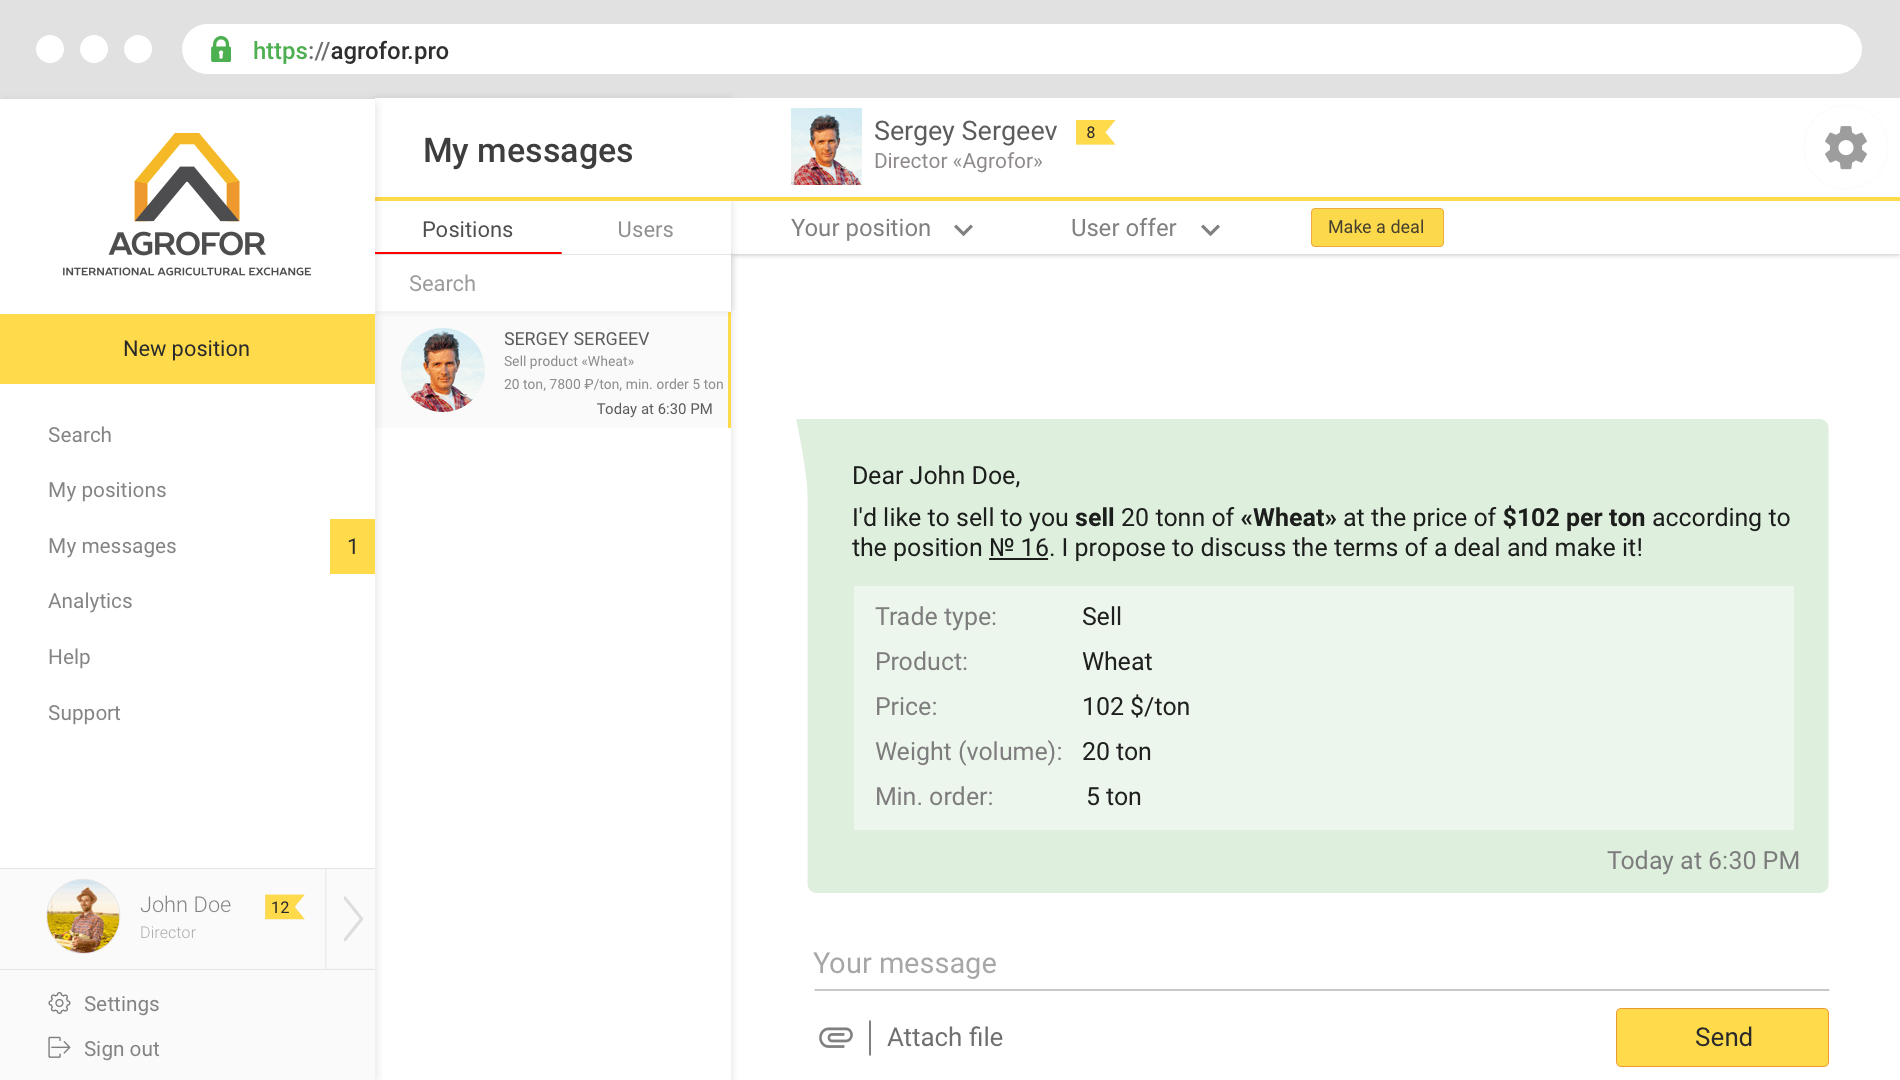 https://agrofor.pro
AGROFOR
INTERNATIONAL AGRICULTURAL EXCHANGE
New position
Search
My positions
My messages
1
Analytics
Help
Support
John Doe
12
Director
Settings
Sign out
My messages
Positions
Users
Search
SERGEY SERGEEV
Sell product «Wheat»
20 ton, 7800 ₽/ton, min. order 5 ton
Today at 6:30 PM
Sergey Sergeev
8
Director «Agrofor»
Your position
User offer
Make a deal
Dear John Doe,
I'd like to sell to you sell 20 tonn of «Wheat» at the price of $102 per ton according to
the position № 16. I propose to discuss the terms of a deal and make it!
Trade type: Sell
Product: Wheat
Price: 102 $/ton
Weight (volume): 20 ton
Min. order: 5 ton
Today at 6:30 PM
Your message
Attach file
Send